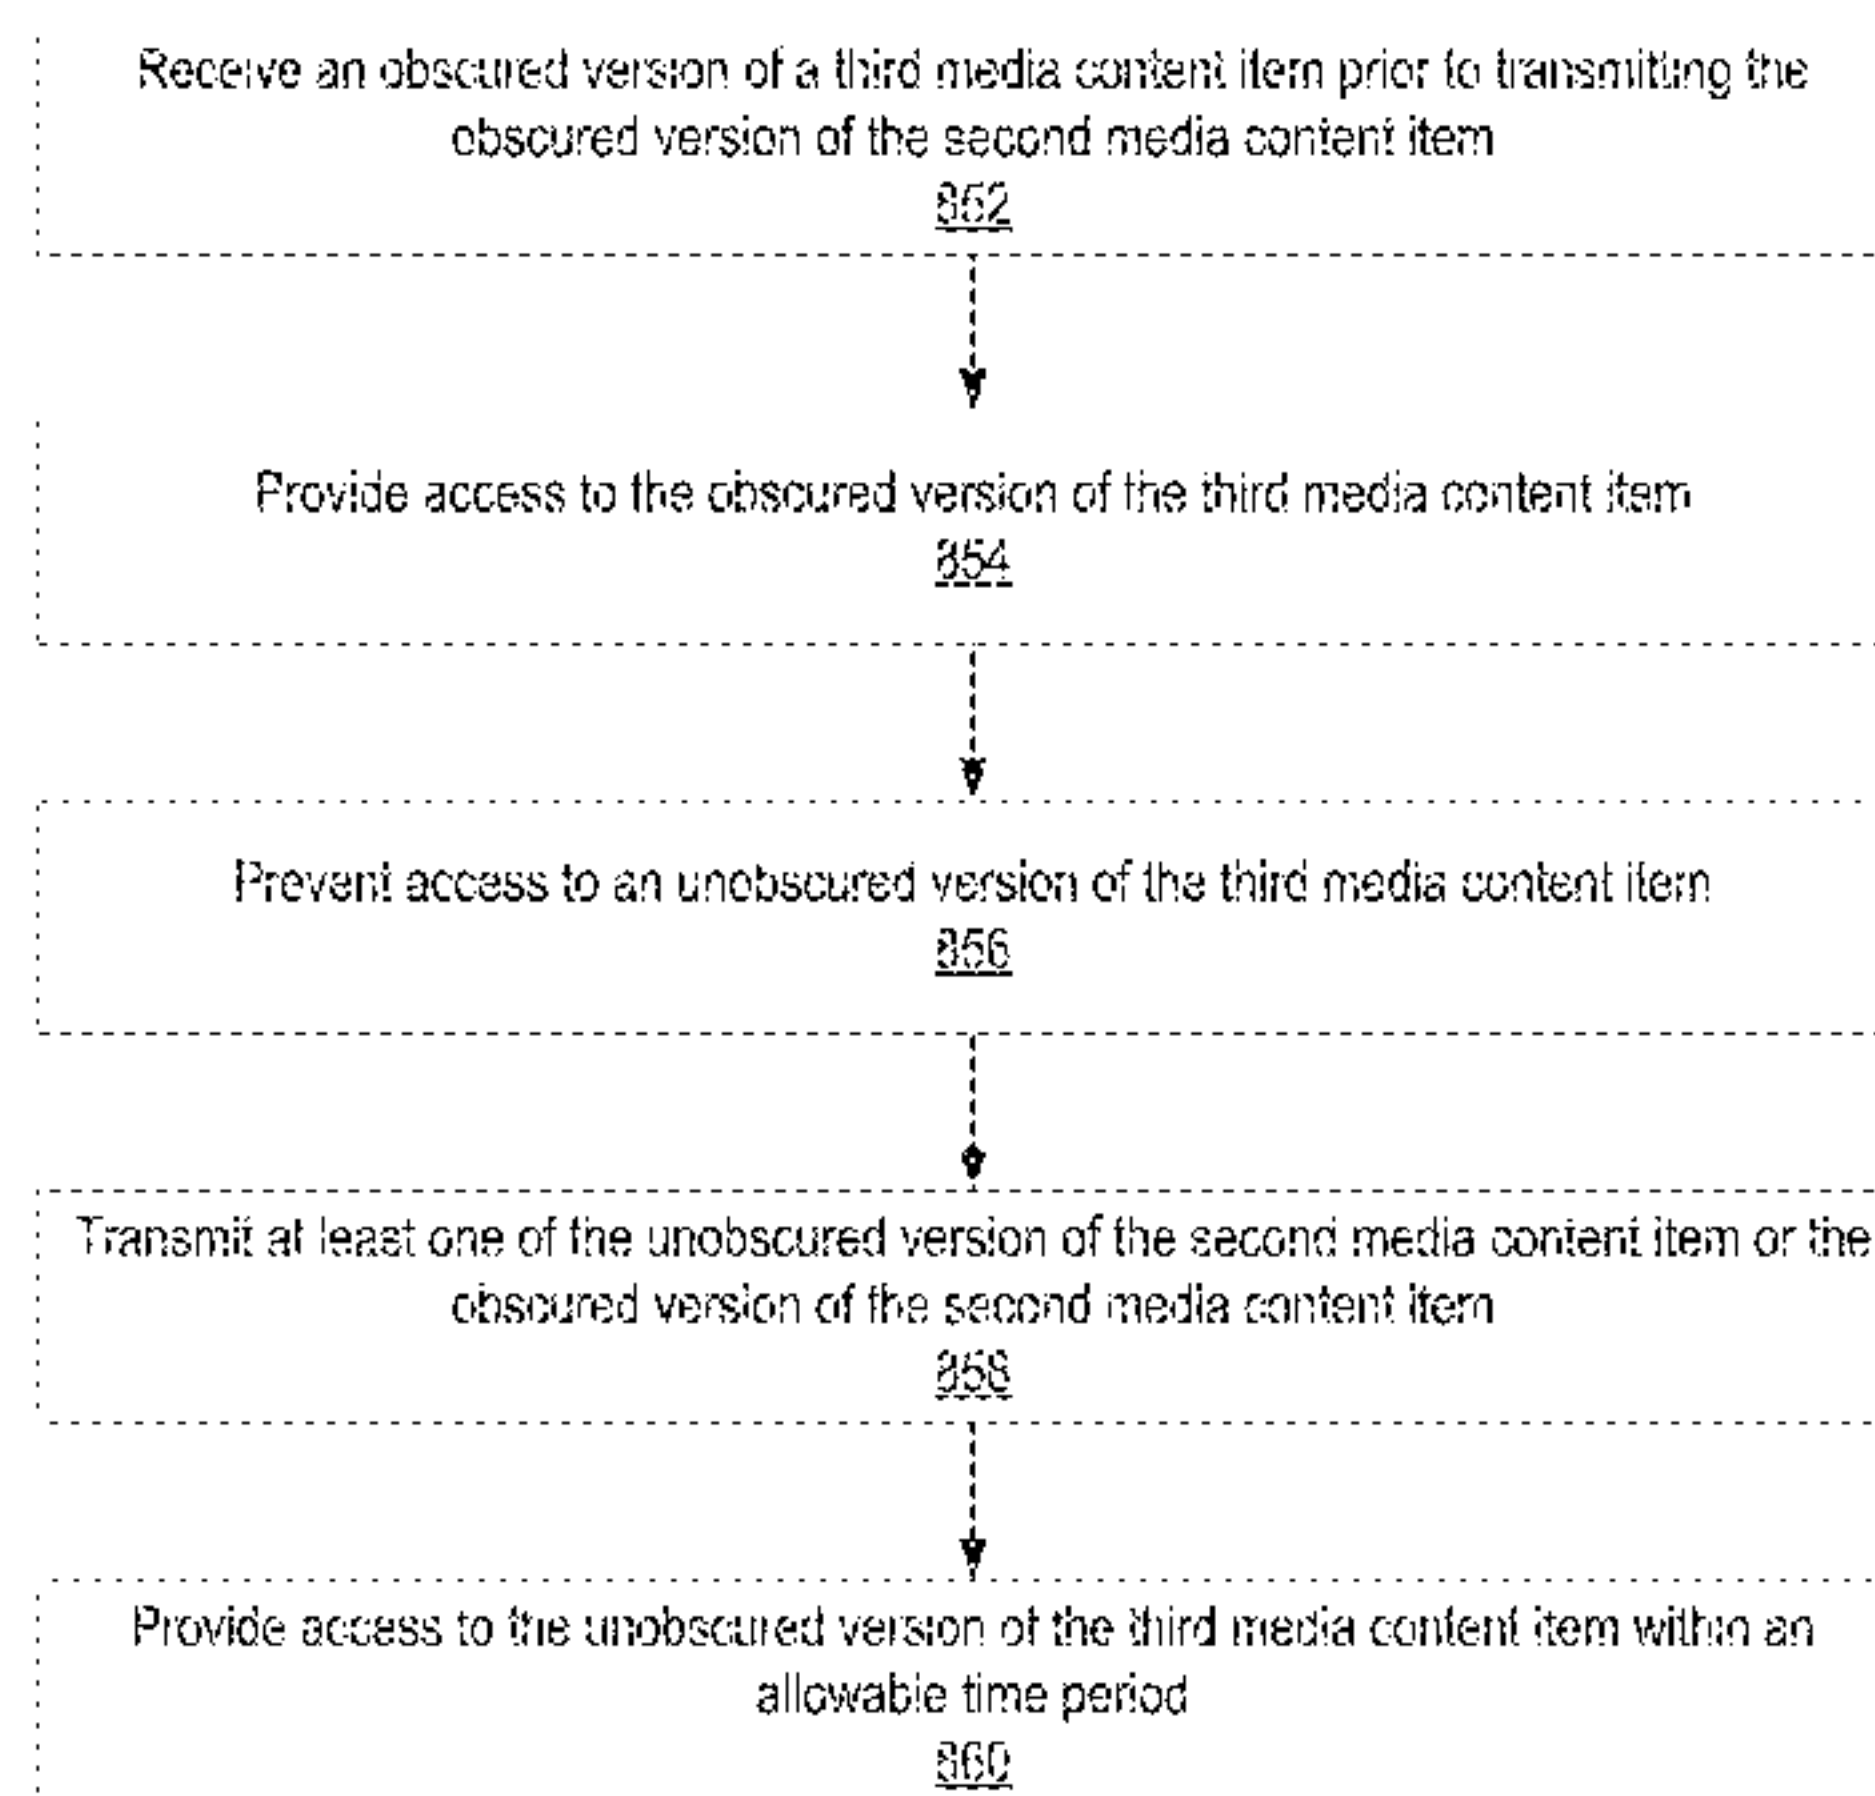 Receive an obscured version of a third media content item prior to transmitting the
obscured version of the second media content item
852
Provide access to the obscured version of the third media content item
854
Prevent access to an unobscured version of the third media content item
856
Transmit at least one of the unobscured version of the second media content item or the
obscured version of the second media content item
858
Provide access to the unobscured version of the third media content item within an
allowable time period
860